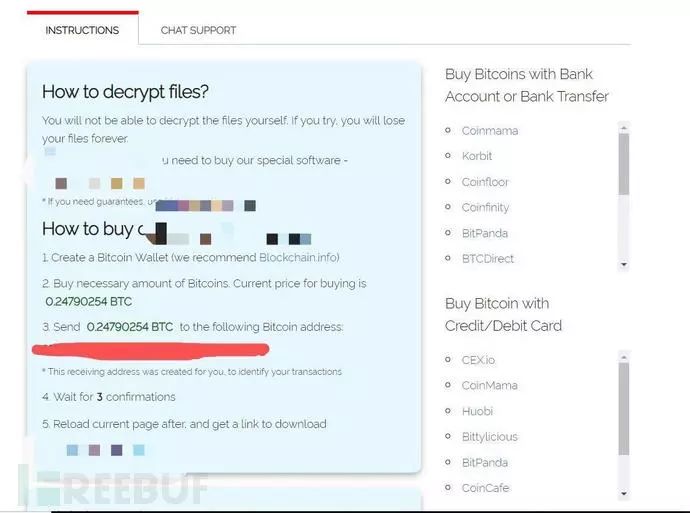 INSTRUCTIONS
CHAT SUPPORT
How to decrypt files?
You will not be able to decrypt the files yourself. If you try, you will
lose your files forever.
u need to buy our special software -
* If you need guarantees, u
How to buy
1. Create a Bitcoin Wallet (we recommend Blockchain.info)
2. Buy necessary amount of Bitcoins. Current price for buying is
0.24790254 BTC
3. Send 0.24790254 BTC to the following Bitcoin address:
* This receiving address was created for you, to identify your transactions
4. Wait for 3 confirmations
5. Reload current page after, and get a link to download
Buy Bitcoins with Bank
Account or Bank Transfer
Coinmama
Korbit
Coinfloor
Coinfinity
BitPanda
BTCDirect
Buy Bitcoin with
Credit/Debit Card
CEX.io
CoinMama
Huobi
Bittylicious
BitPanda
CoinCafe
FREEBUF